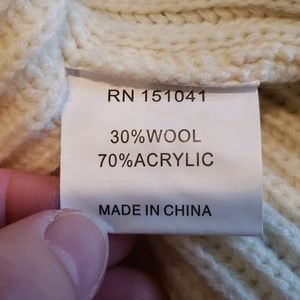 RN 151041
30%WOOL
70%ACRYLIC
MADE IN CHINA